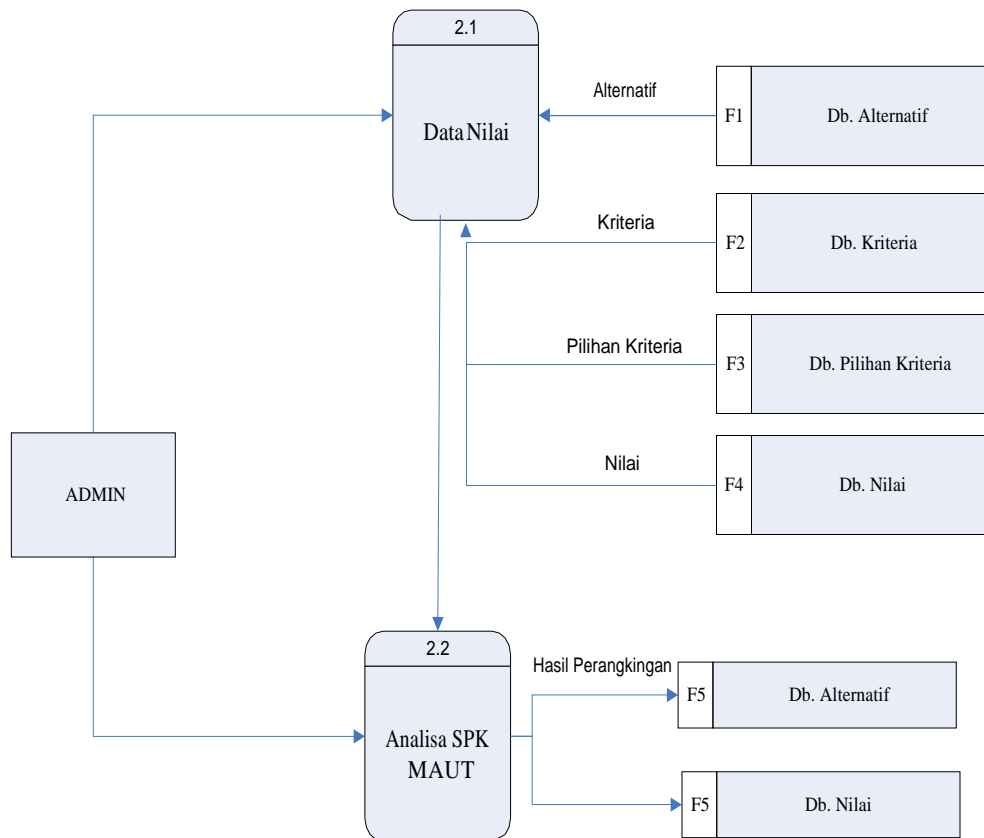 2.1
Data Nilai
Alternatif
F1
Db. Alternatif
Kriteria
F2
Db. Kriteria
Pilihan Kriteria
F3
Db. Pilihan Kriteria
Nilai
F4
Db. Nilai
ADMIN
2.2
Analisa SPK
MAUT
Hasil Perangkingan
F5
Db. Alternatif
F5
Db. Nilai